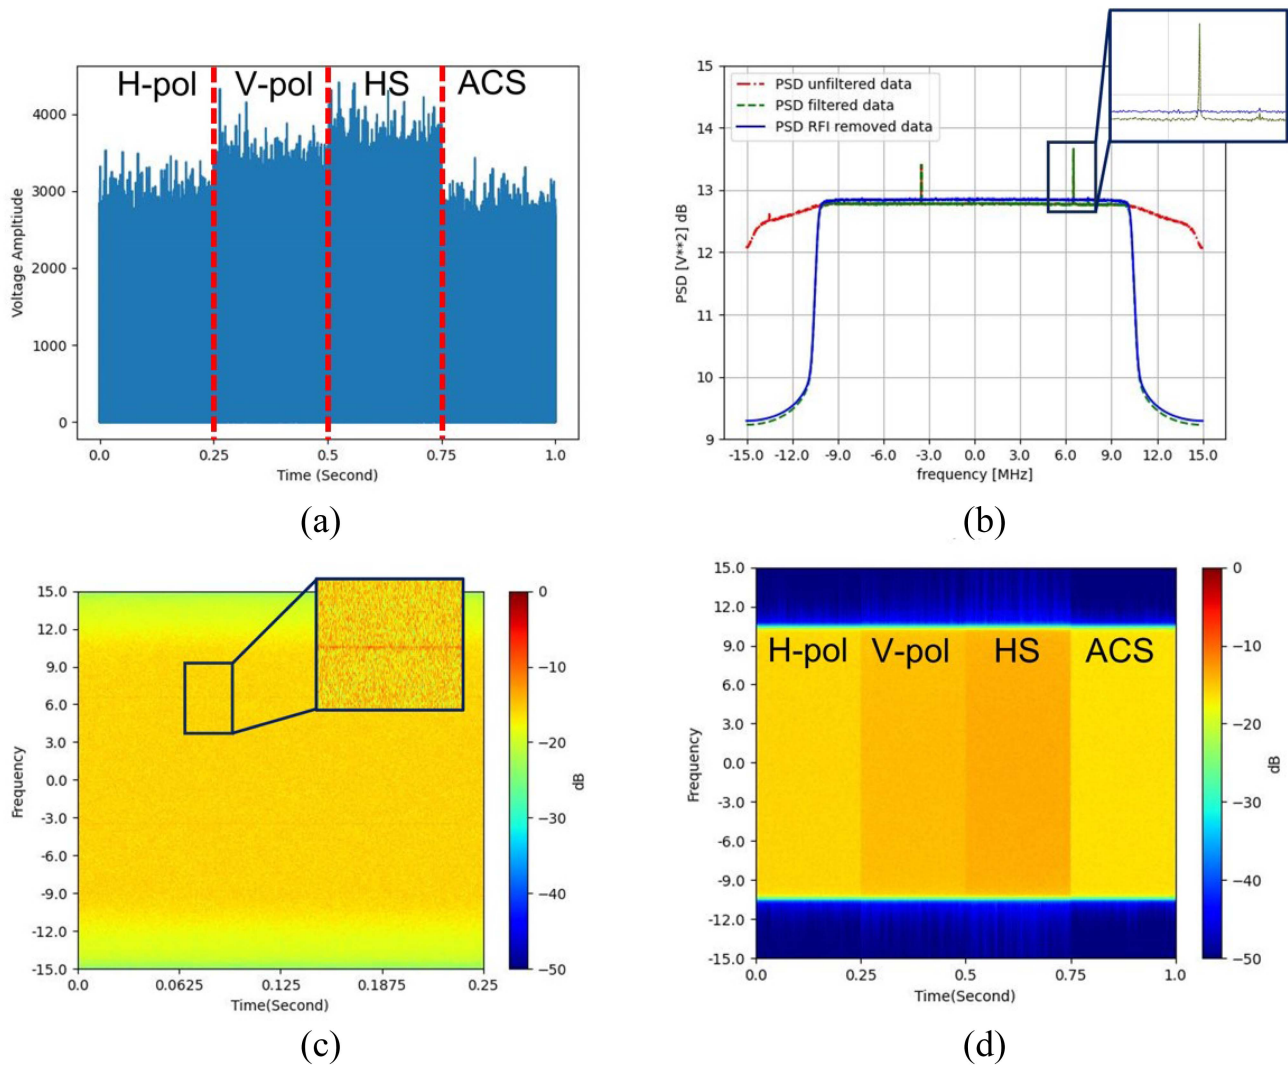 H-pol V-pol HS ACS
4000
3000
2000
1000
0
Voltage Ampltiude
0.0 0.25 0.5 0.75 1.0
Time (Second)
(a)
15
14
13
12
11
10
9
PSD [V**2] dB
PSD unfiltered data
PSD filtered data
PSD RFI removed data
-15.0 -12.0 -9.0 -6.0 -3.0 0.0 3.0 6.0 9.0 12.0 15.0
frequency [MHz]
(b)
15.0
12.0
9.0
6.0
3.0
0.0
-3.0
-6.0
-9.0
-12.0
-15.0
Frequency
0.0 0.0625 0.125 0.1875 0.25
Time(Second)
0
−10
−20
−30
−40
−50
dB
(c)
15.0
12.0
9.0
6.0
3.0
0.0
-3.0
-6.0
-9.0
-12.0
-15.0
Frequency
H-pol V-pol HS ACS
0.0 0.25 0.5 0.75 1.0
Time(Second)
0
−10
−20
−30
−40
−50
dB
(d)